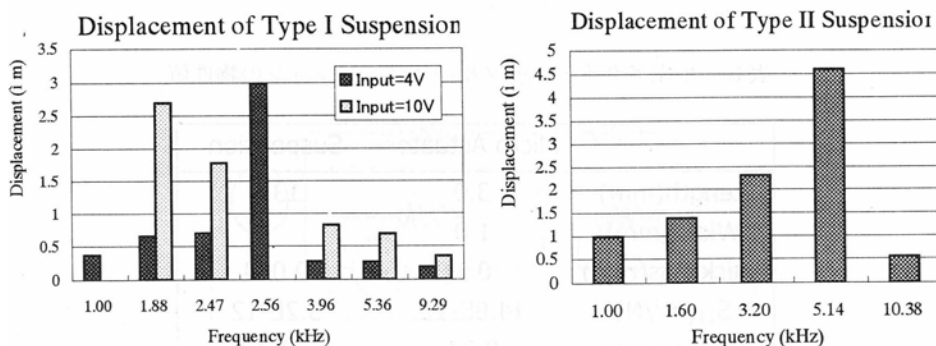 Displacement of Type I Suspension
Displacement (i m)
3.5
3
2.5
2
1.5
1
0.5
0
Input=4V
Input=10V
1.00 1.88 2.47 2.56 3.96 5.36 9.29
Frequency (kHz)
Displacement of Type II Suspension
Displacement (i m)
5
4.5
4
3.5
3
2.5
2
1.5
1
0.5
0
1.00 1.60 3.20 5.14 10.38
Frequency (kHz)